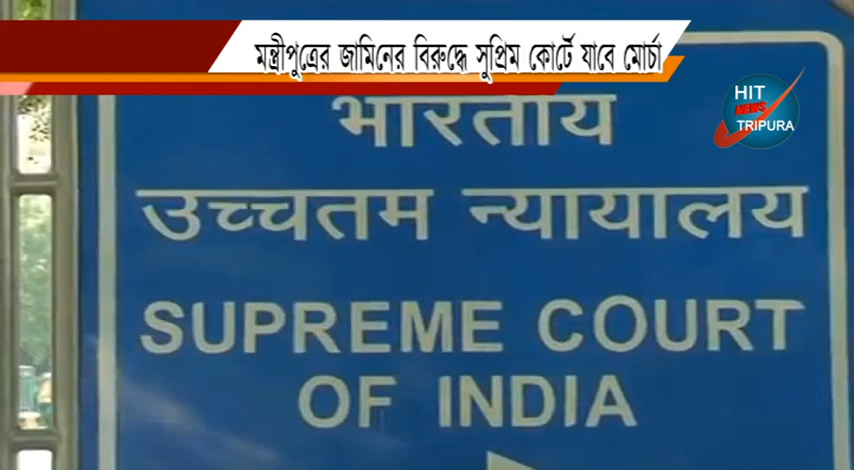 মন্ত্রীপুত্রের জামিনের বিরুদ্ধে সুপ্রিম কোর্টে যাবে মোর্চা
HIT
NEWS
TRIPURA
भारतीय
उच्चतम न्यायालय
SUPREME COURT
OF INDIA